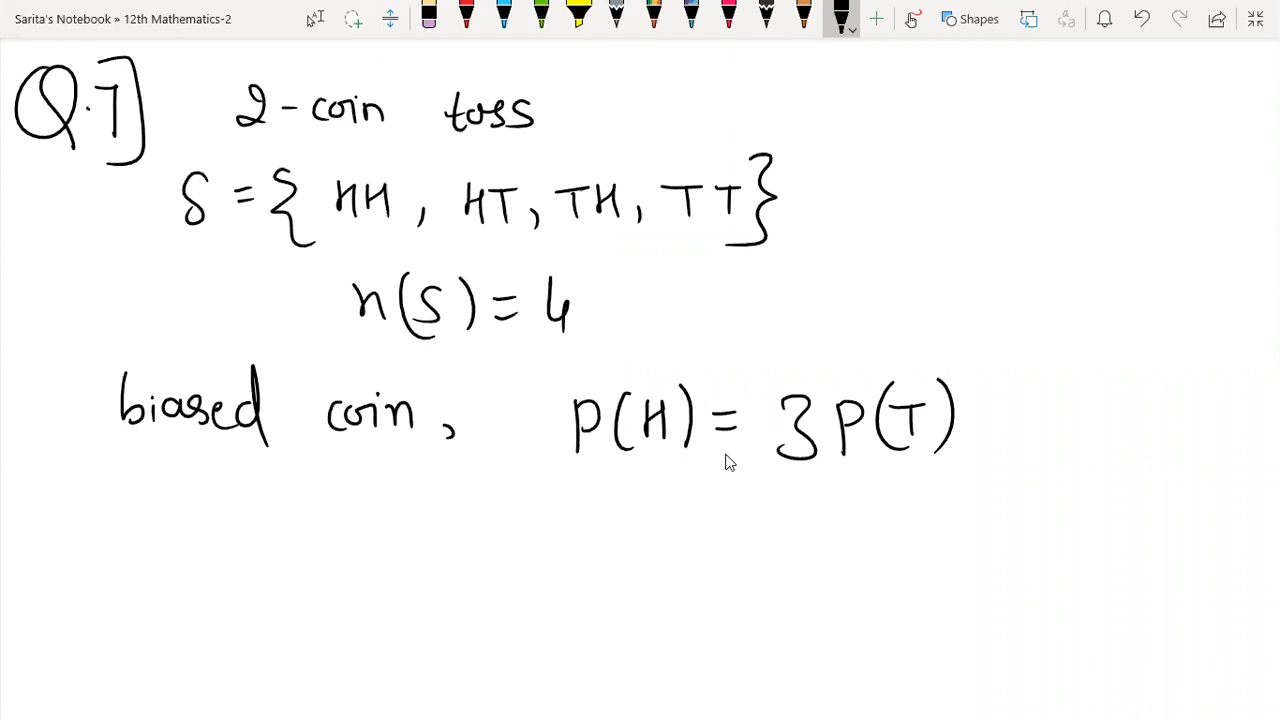 Sarita's Notebook » 12th Mathematics-2
Shapes
Q.7] 2-coin toss
S = { HH , HT, TH, TT}
n(S) = 4
biased coin, P(H) = 3P(T)